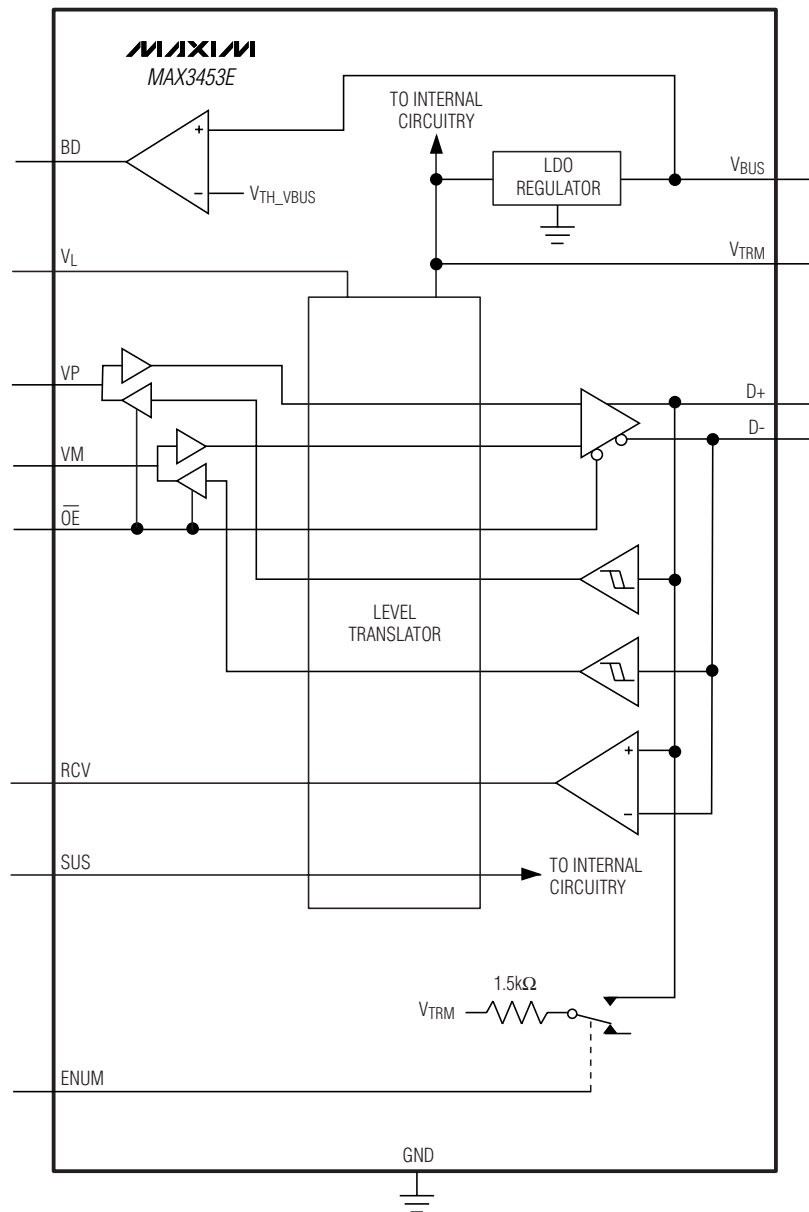 MAXIM
MAX3453E
TO INTERNAL
CIRCUITRY
BD
+
−
VTH_VBUS
LDO
REGULATOR
VBUS
VL
VTRM
VP
D+
D-
VM
OE
LEVEL
TRANSLATOR
RCV
+
−
SUS
TO INTERNAL
CIRCUITRY
1.5kΩ
VTRM
ENUM
GND